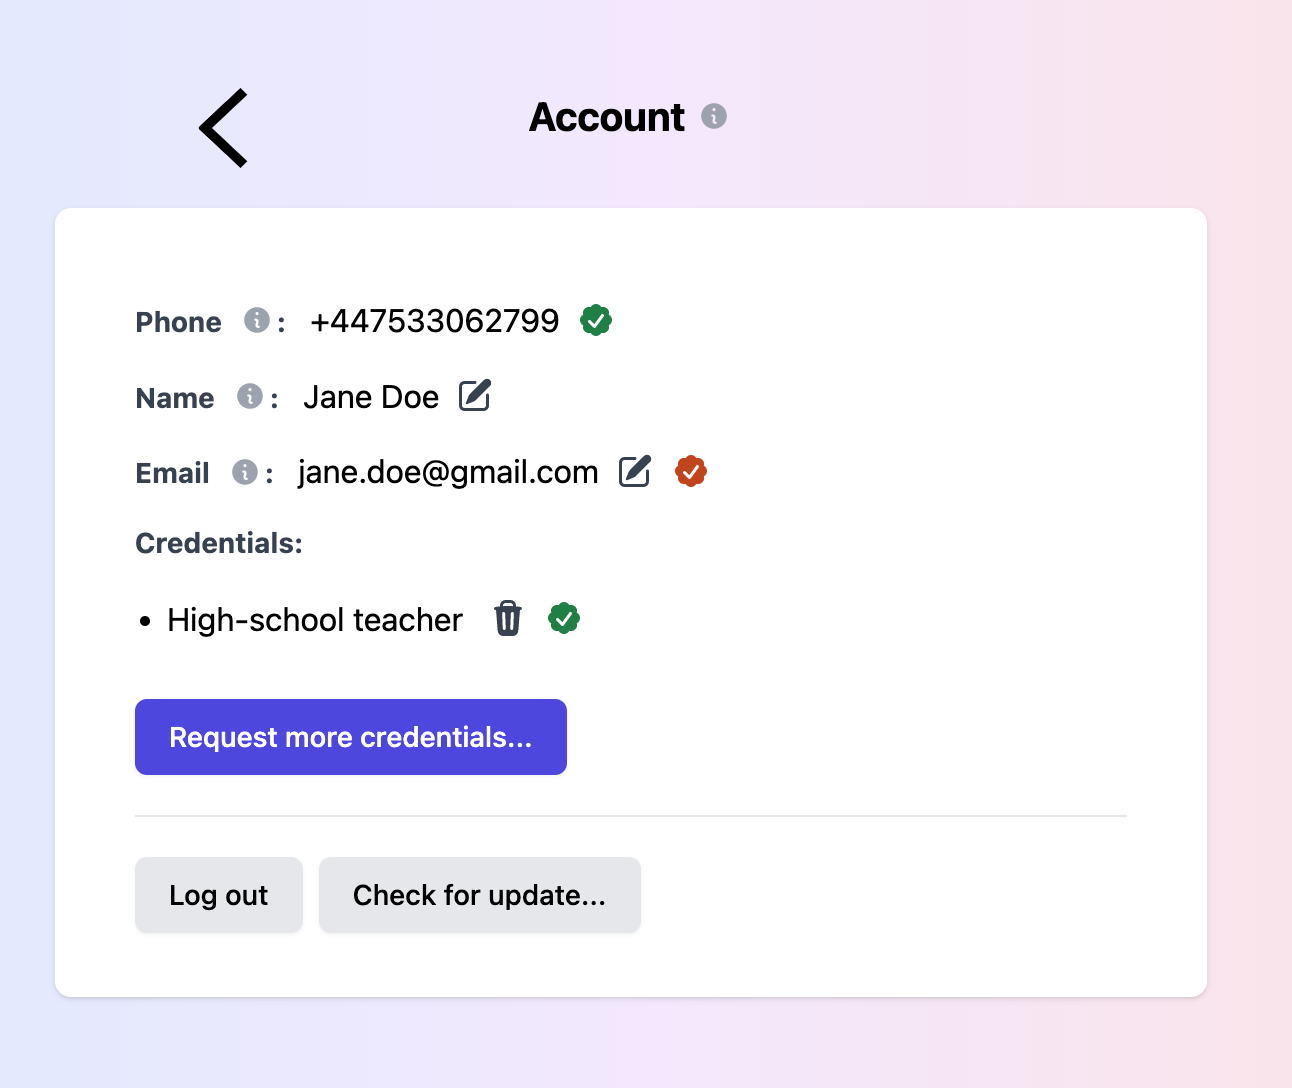 Account
Phone : +447533062799
Name : Jane Doe
Email : jane.doe@gmail.com
Credentials:
• High-school teacher
Request more credentials...
Log out
Check for update...